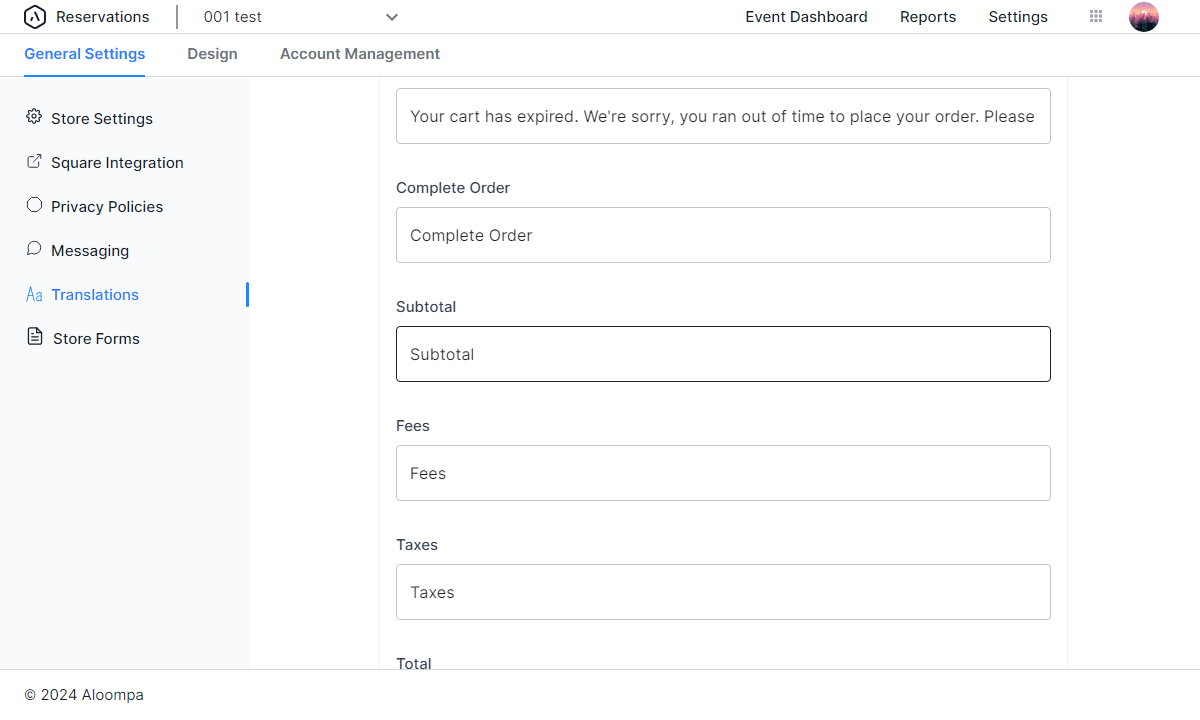 Reservations
001 test
Event Dashboard
Reports
Settings
General Settings
Design
Account Management
Store Settings
Square Integration
Privacy Policies
Messaging
Aa Translations
Store Forms
Your cart has expired. We're sorry, you ran out of time to place your order. Please
Complete Order
Complete Order
Subtotal
Subtotal
Fees
Fees
Taxes
Taxes
Total
© 2024 Aloompa